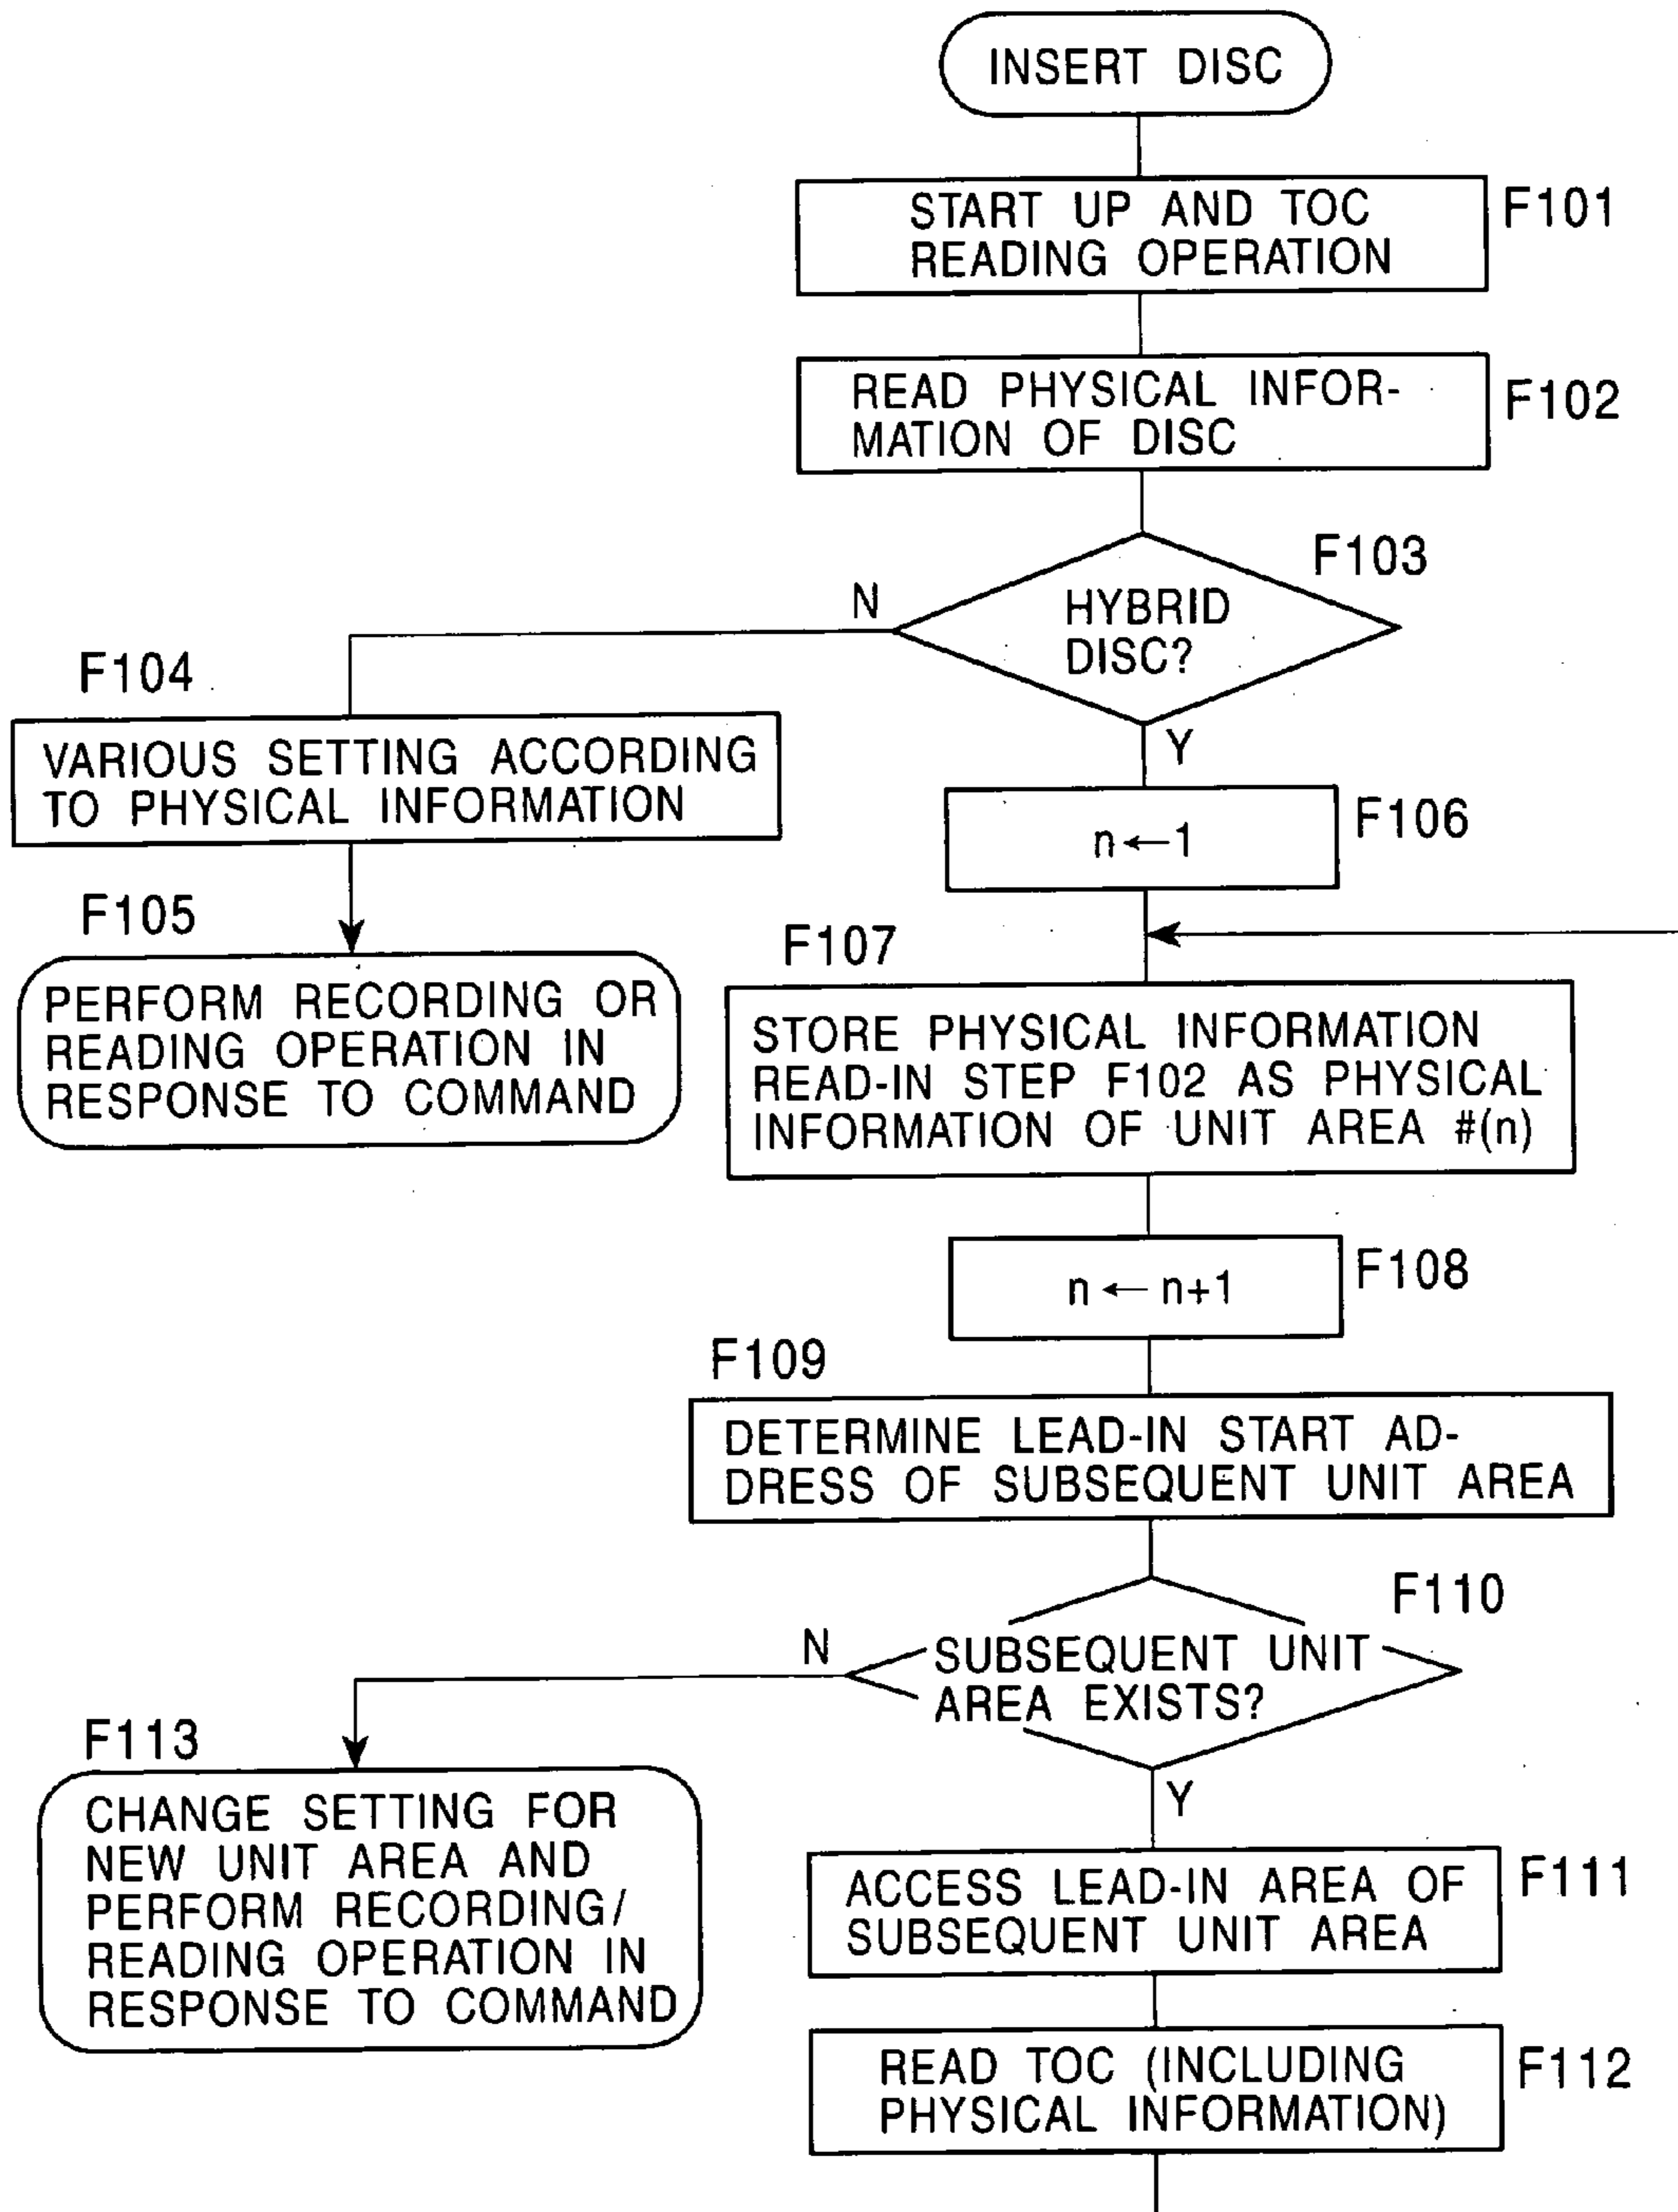 INSERT DISC
START UP AND TOC
READING OPERATION
F101
READ PHYSICAL INFOR-
MATION OF DISC
F102
F103
HYBRID
DISC?
N
Y
F104
VARIOUS SETTING ACCORDING
TO PHYSICAL INFORMATION
F105
PERFORM RECORDING OR
READING OPERATION IN
RESPONSE TO COMMAND
n←1
F106
F107
STORE PHYSICAL INFORMATION
READ-IN STEP F102 AS PHYSICAL
INFORMATION OF UNIT AREA #(n)
n ← n+1
F108
F109
DETERMINE LEAD-IN START AD-
DRESS OF SUBSEQUENT UNIT AREA
F110
SUBSEQUENT UNIT
AREA EXISTS?
N
Y
F113
CHANGE SETTING FOR
NEW UNIT AREA AND
PERFORM RECORDING/
READING OPERATION IN
RESPONSE TO COMMAND
ACCESS LEAD-IN AREA OF
SUBSEQUENT UNIT AREA
F111
READ TOC (INCLUDING
PHYSICAL INFORMATION)
F112